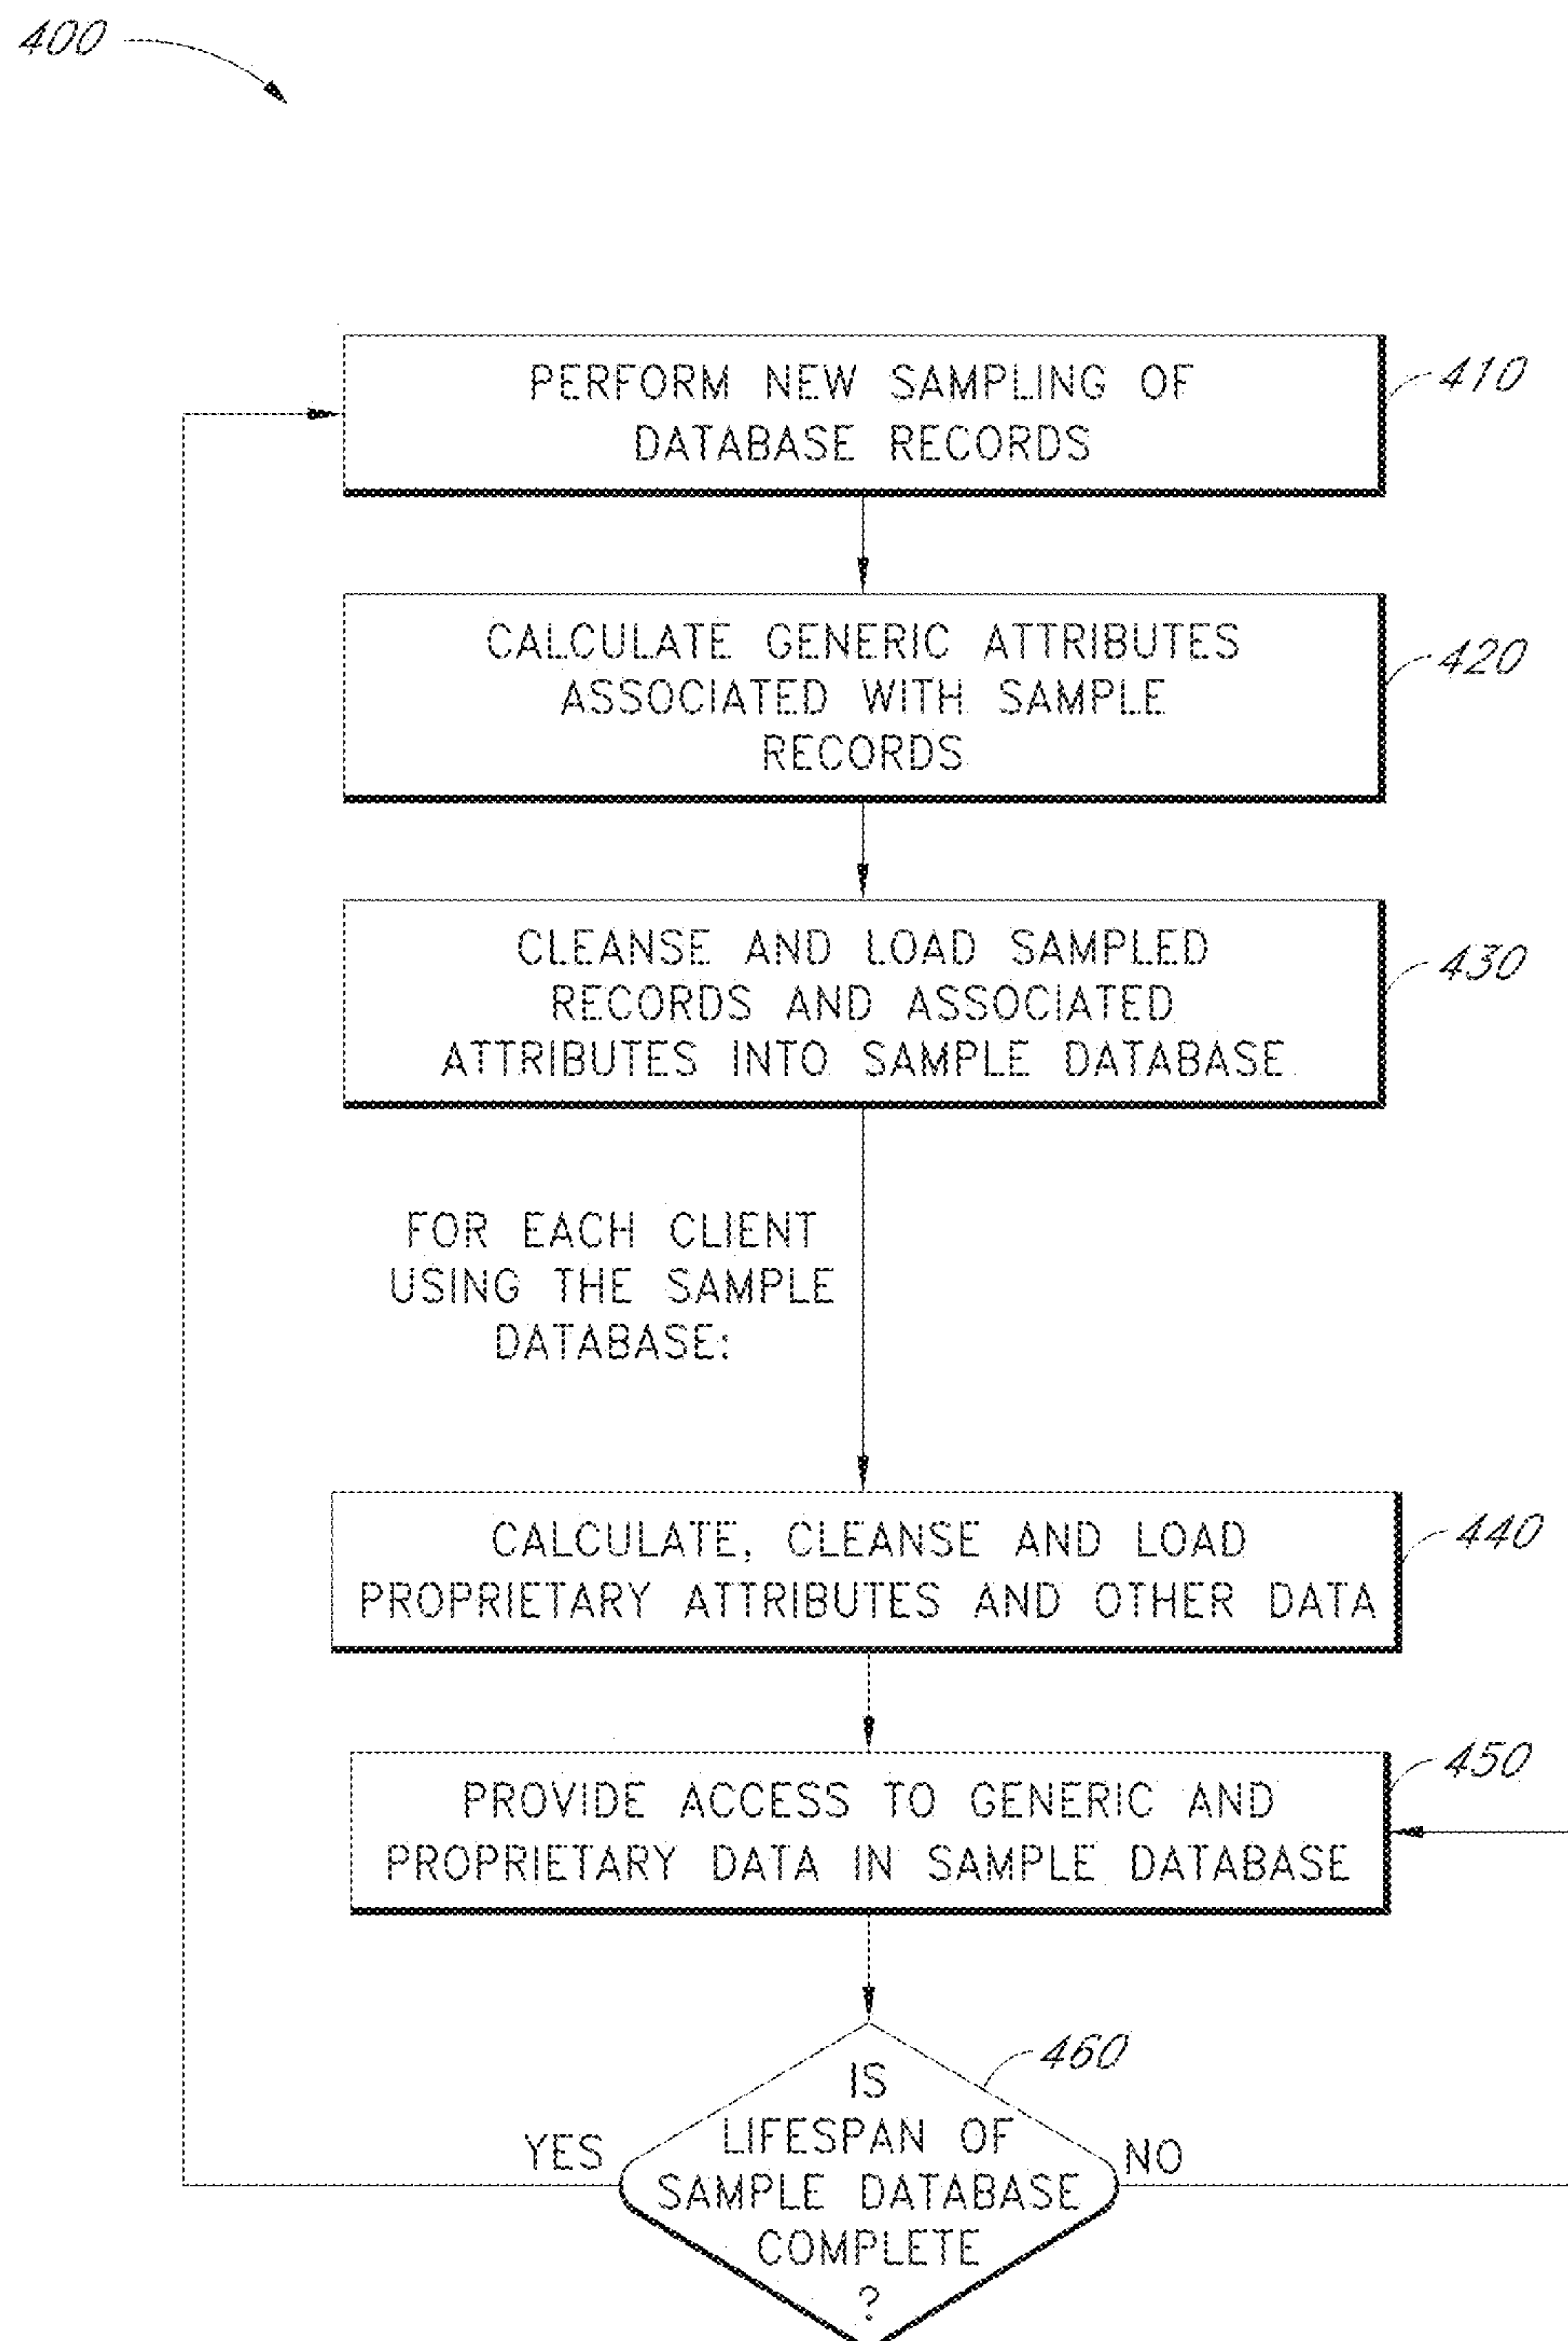 400
PERFORM NEW SAMPLING OF
DATABASE RECORDS
410
CALCULATE GENERIC ATTRIBUTES
ASSOCIATED WITH SAMPLE
RECORDS
420
CLEANSE AND LOAD SAMPLED
RECORDS AND ASSOCIATED
ATTRIBUTES INTO SAMPLE DATABASE
430
FOR EACH CLIENT
USING THE SAMPLE
DATABASE:
CALCULATE, CLEANSE AND LOAD
PROPRIETARY ATTRIBUTES AND OTHER DATA
440
PROVIDE ACCESS TO GENERIC AND
PROPRIETARY DATA IN SAMPLE DATABASE
450
IS
LIFESPAN OF
SAMPLE DATABASE
COMPLETE
?
460
YES
NO